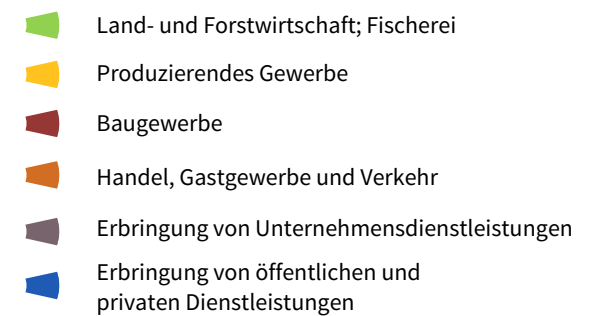 Land- und Forstwirtschaft; Fischerei
Produzierendes Gewerbe
Baugewerbe
Handel, Gastgewerbe und Verkehr
Erbringung von Unternehmensdienstleistungen
Erbringung von öffentlichen und
privaten Dienstleistungen